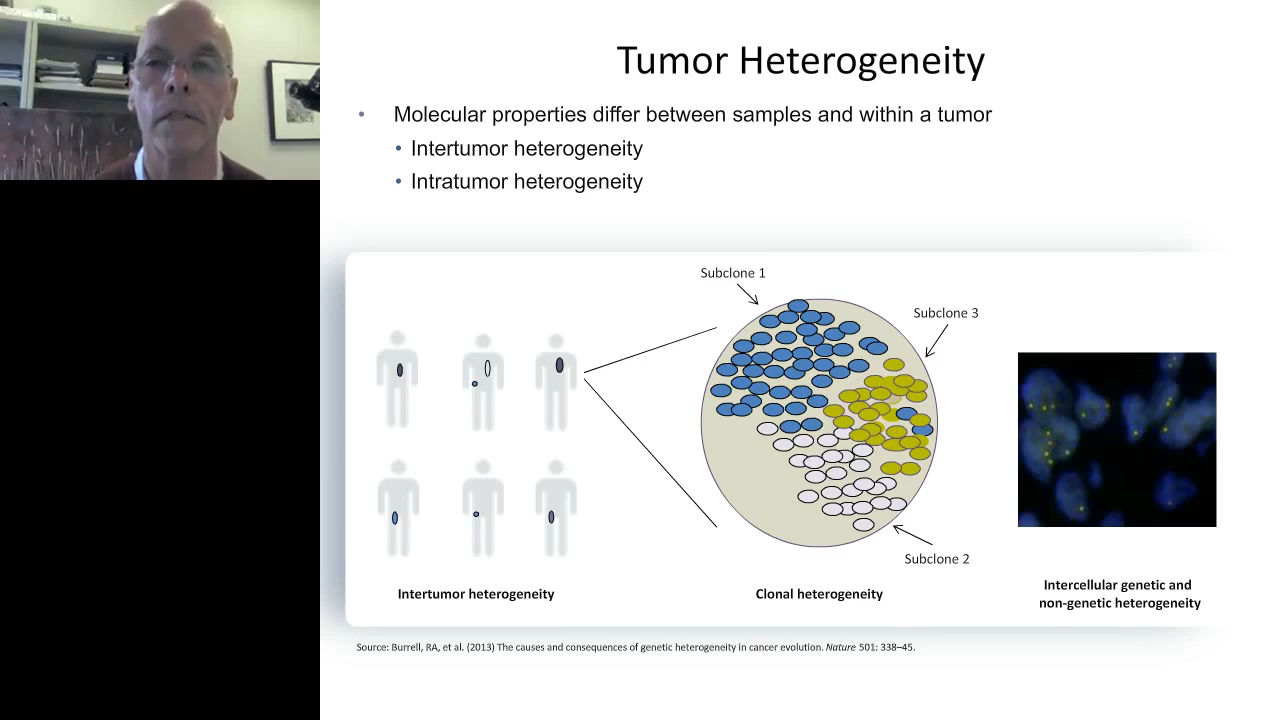 Tumor Heterogeneity
• Molecular properties differ between samples and within a tumor
• Intertumor heterogeneity
• Intratumor heterogeneity
Subclone 1
Subclone 3
Subclone 2
Intertumor heterogeneity
Clonal heterogeneity
Intercellular genetic and
non-genetic heterogeneity
Source: Burrell, RA, et al. (2013) The causes and consequences of genetic heterogeneity in cancer evolution. Nature 501: 338–45.